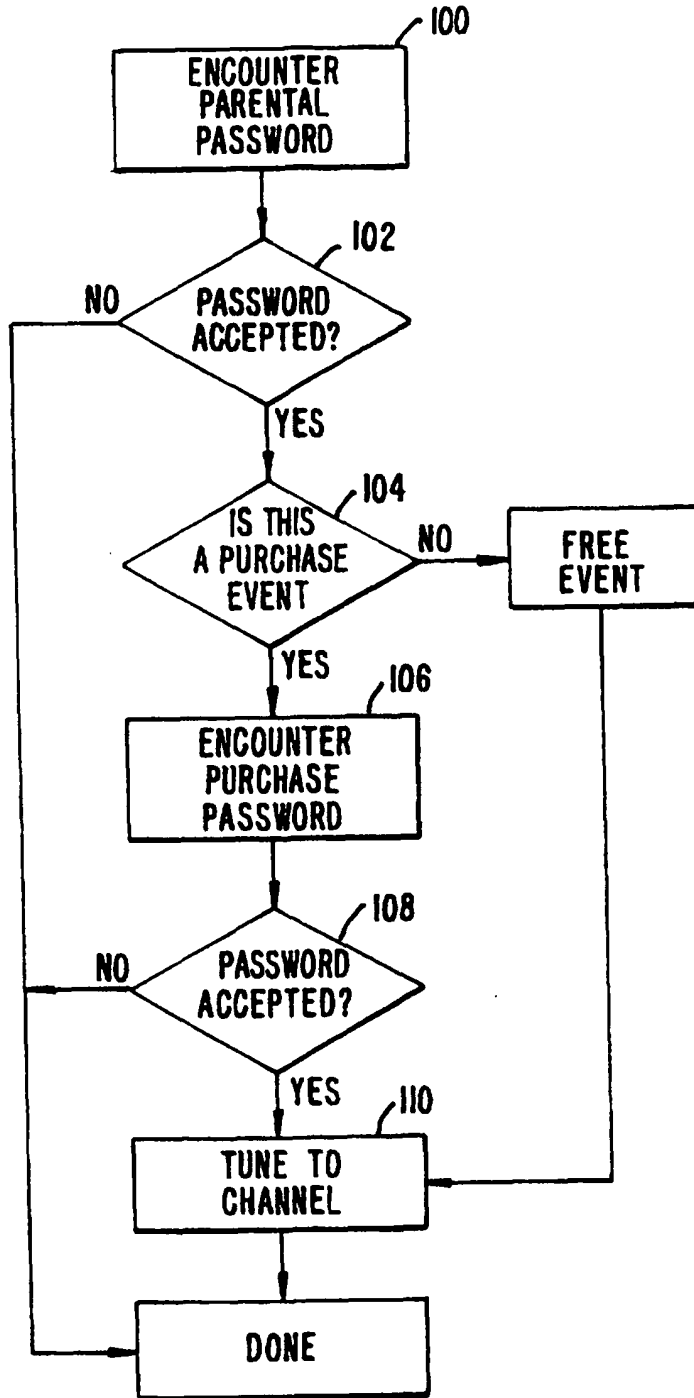 100
ENCOUNTER
PARENTAL
PASSWORD
102
NO
PASSWORD
ACCEPTED?
YES
104
IS THIS
A PURCHASE
EVENT
NO
FREE
EVENT
YES
106
ENCOUNTER
PURCHASE
PASSWORD
108
NO
PASSWORD
ACCEPTED?
YES
110
TUNE TO
CHANNEL
DONE